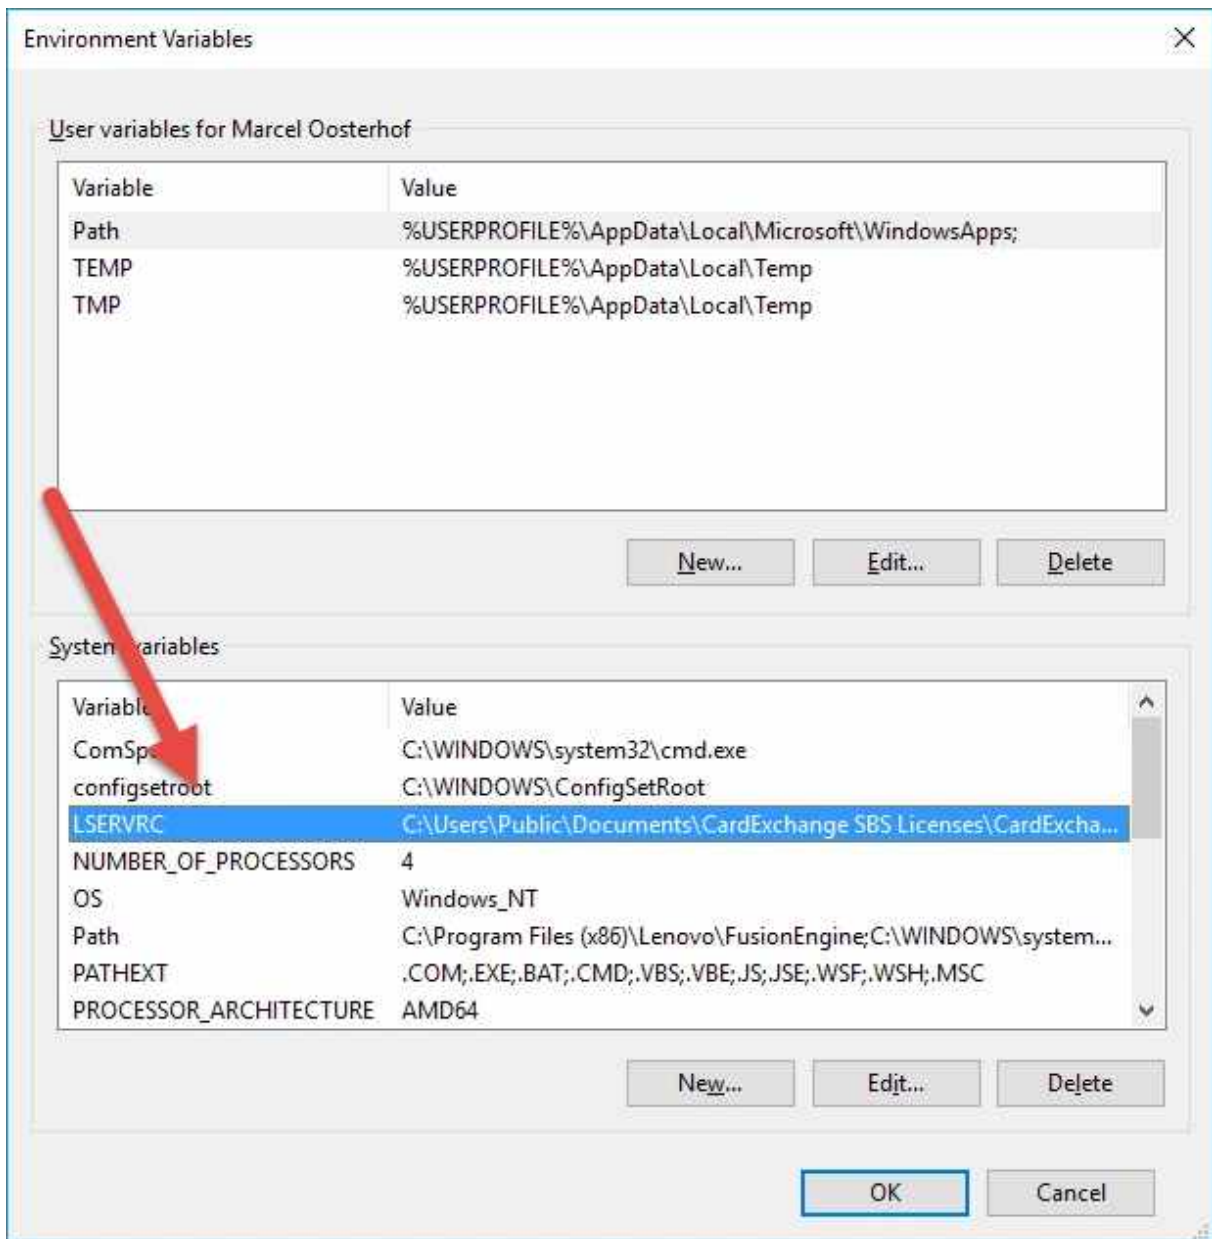 Environment Variables
User variables for Marcel Oosterhof
Variable Value
Path %USERPROFILE%\AppData\Local\Microsoft\WindowsApps;
TEMP %USERPROFILE%\AppData\Local\Temp
TMP %USERPROFILE%\AppData\Local\Temp
New... Edit... Delete
System variables
Variable Value
ComSp C:\WINDOWS\system32\cmd.exe
configsetroot C:\WINDOWS\ConfigSetRoot
LSERVRC C:\Users\Public\Documents\CardExchange SBS Licenses\CardExcha...
NUMBER_OF_PROCESSORS 4
OS Windows_NT
Path C:\Program Files (x86)\Lenovo\FusionEngine;C:\WINDOWS\system...
PATHEXT .COM;.EXE;.BAT;.CMD;.VBS;.VBE;.JS;.JSE;.WSF;.WSH;.MSC
PROCESSOR_ARCHITECTURE AMD64
New... Edit... Delete
OK Cancel